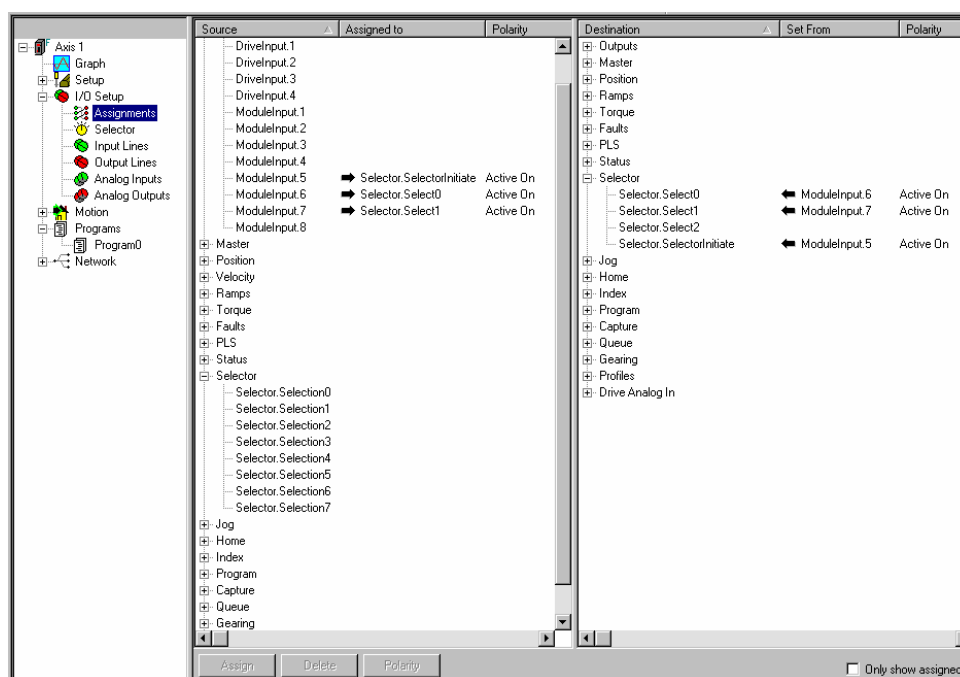 Axis 1
Graph
Setup
I/O Setup
Assignments
Selector
Input Lines
Output Lines
Analog Inputs
Analog Outputs
Motion
Programs
Program0
Network
Source Assigned to Polarity
DriveInput.1
DriveInput.2
DriveInput.3
DriveInput.4
ModuleInput.1
ModuleInput.2
ModuleInput.3
ModuleInput.4
ModuleInput.5 Selector.SelectorInitiate Active On
ModuleInput.6 Selector.Select0 Active On
ModuleInput.7 Selector.Select1 Active On
ModuleInput.8
Master
Position
Velocity
Ramps
Torque
Faults
PLS
Status
Selector
Selector.Selection0
Selector.Selection1
Selector.Selection2
Selector.Selection3
Selector.Selection4
Selector.Selection5
Selector.Selection6
Selector.Selection7
Jog
Home
Index
Program
Capture
Queue
Gearing
Assign Delete Polarity
Destination Set From Polarity
Outputs
Master
Position
Ramps
Torque
Faults
PLS
Status
Selector
Selector.Select0 ModuleInput.6 Active On
Selector.Select1 ModuleInput.7 Active On
Selector.Select2
Selector.SelectorInitiate ModuleInput.5 Active On
Jog
Home
Index
Program
Capture
Queue
Gearing
Profiles
Drive Analog In
Only show assigned